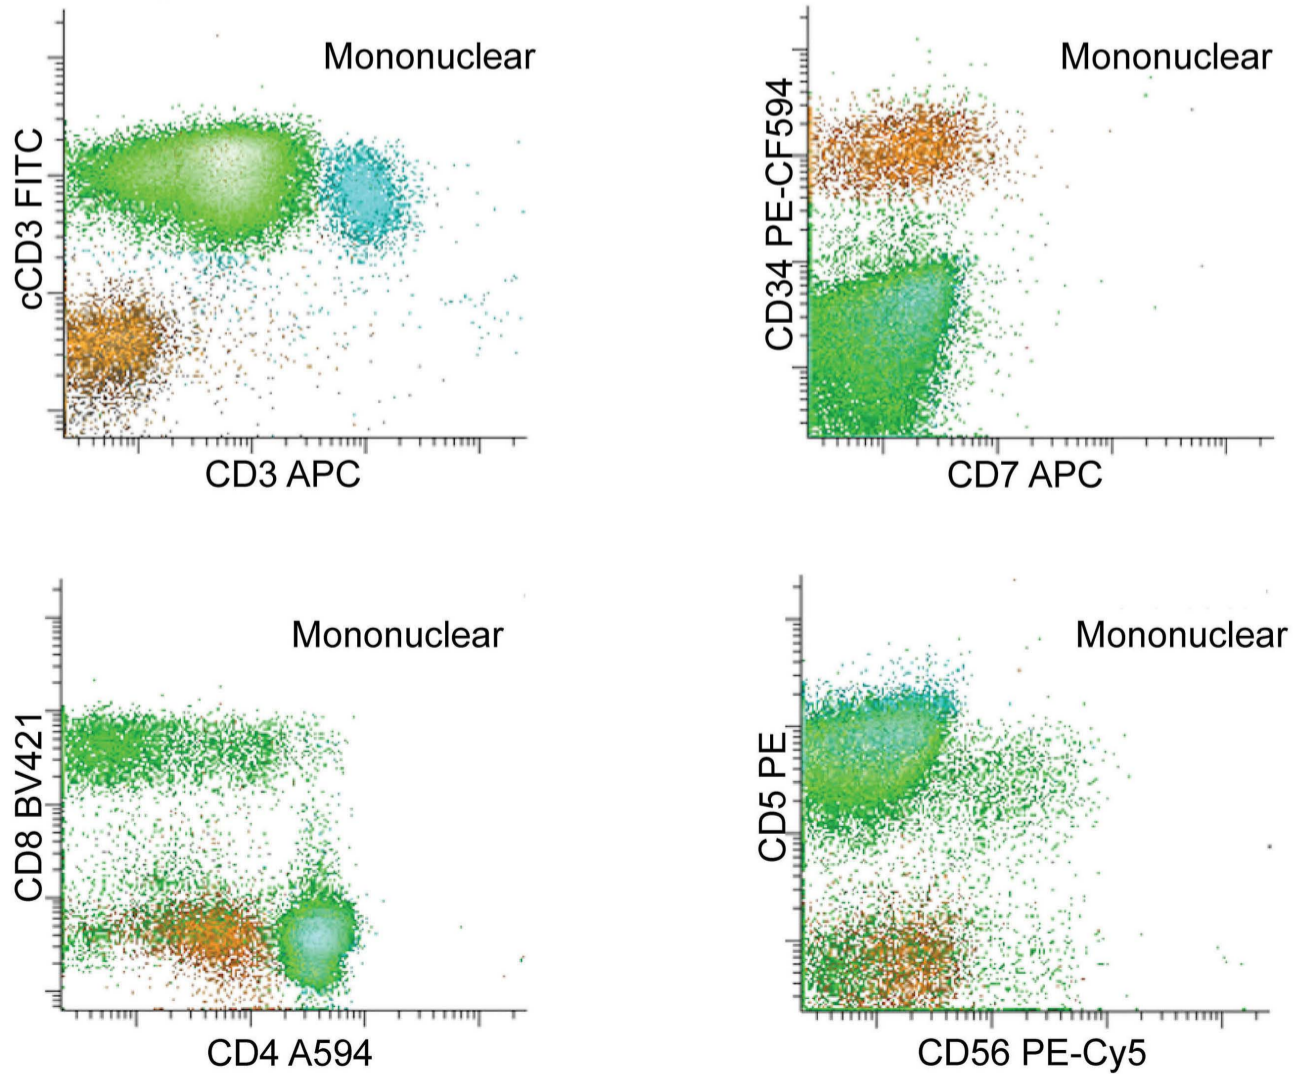 Mononuclear
cCD3 FITC
CD3 APC
Mononuclear
CD34 PE-CF594
CD7 APC
Mononuclear
CD8 BV421
CD4 A594
Mononuclear
CD5 PE
CD56 PE-Cy5